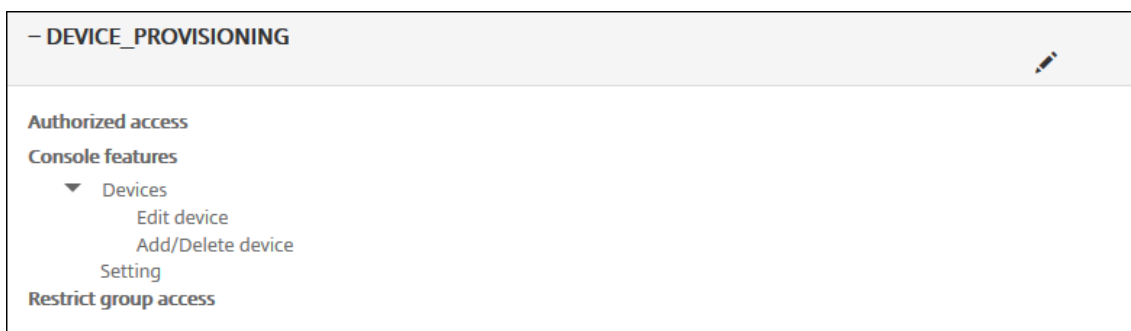 – DEVICE_PROVISIONING
Authorized access
Console features
Devices
Edit device
Add/Delete device
Setting
Restrict group access